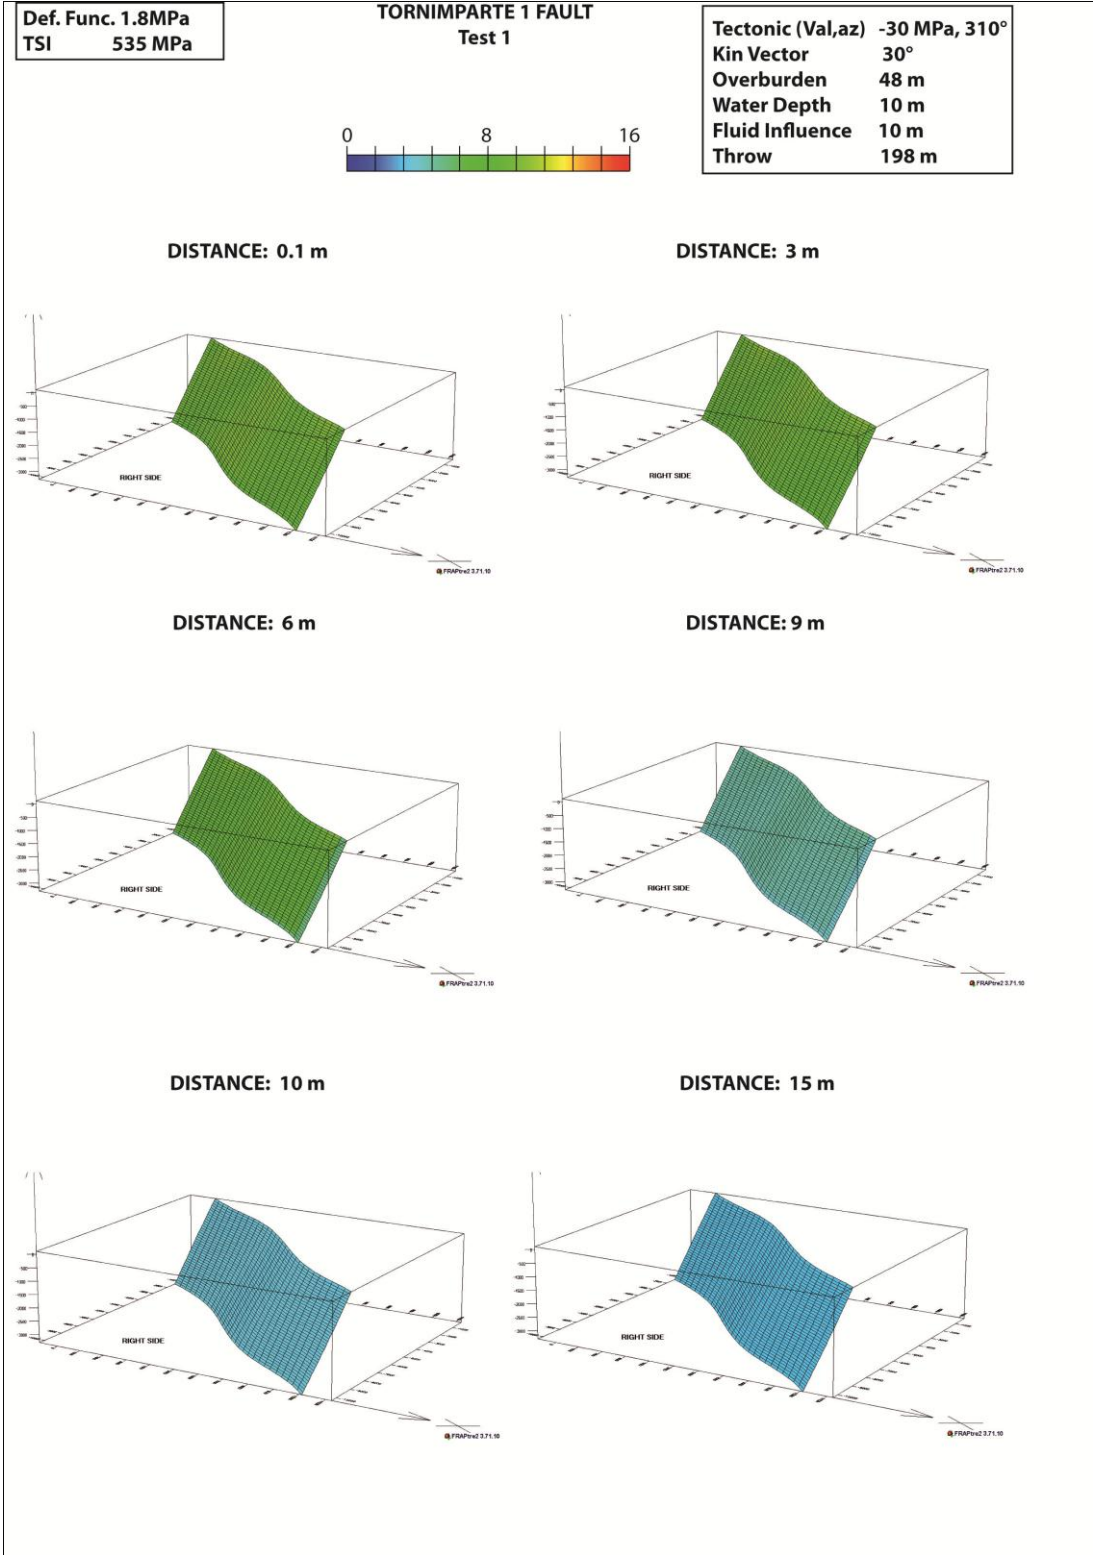 Def. Func. 1.8MPa
TSI 535 MPa
TORNIMPARTE 1 FAULT
Test 1
Tectonic (Val,az) -30 MPa, 310°
Kin Vector 30°
Overburden 48 m
Water Depth 10 m
Fluid Influence 10 m
Throw 198 m
0 8 16
DISTANCE: 0.1 m
DISTANCE: 3 m
RIGHT SIDE
RIGHT SIDE
FRAPtre2 3.71.10
FRAPtre2 3.71.10
DISTANCE: 6 m
DISTANCE: 9 m
RIGHT SIDE
RIGHT SIDE
FRAPtre2 3.71.10
FRAPtre2 3.71.10
DISTANCE: 10 m
DISTANCE: 15 m
RIGHT SIDE
RIGHT SIDE
FRAPtre2 3.71.10
FRAPtre2 3.71.10